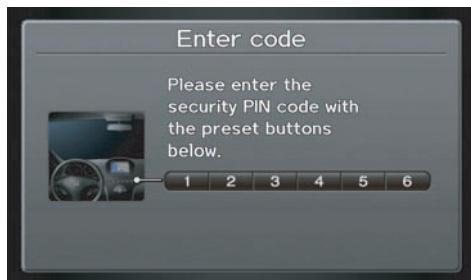 Enter code
Please enter the
security PIN code with
the preset buttons
below.
1 2 3 4 5 6